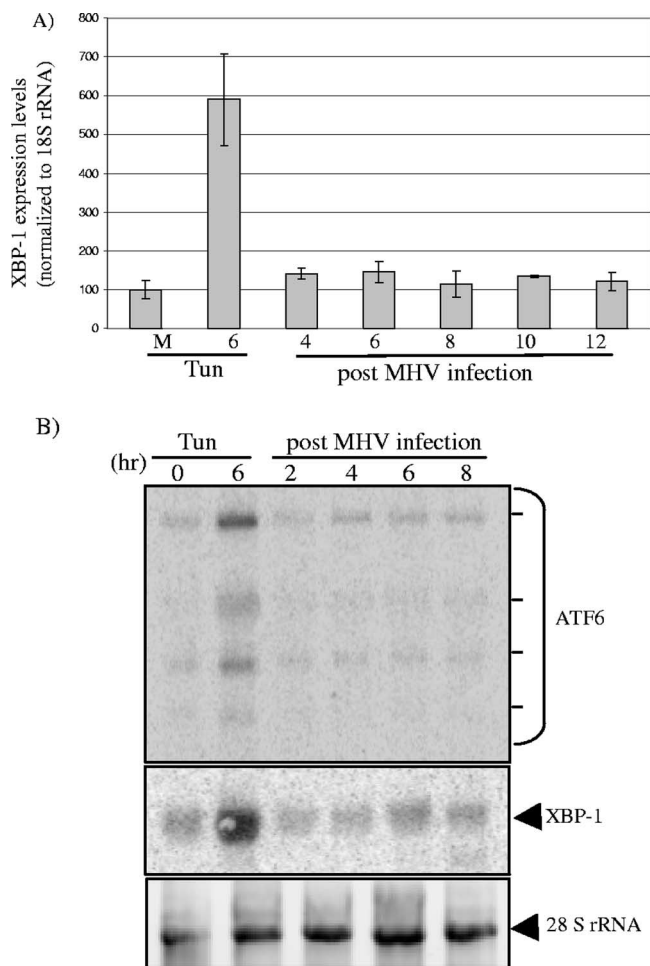 A)
XBP-1 expression levels
(normalized to 18S rRNA)
800
700
600
500
400
300
200
100
0
M 6 4 6 8 10 12
Tun post MHV infection
B)
Tun post MHV infection
(hr) 0 6 2 4 6 8
ATF6
XBP-1
28 S rRNA